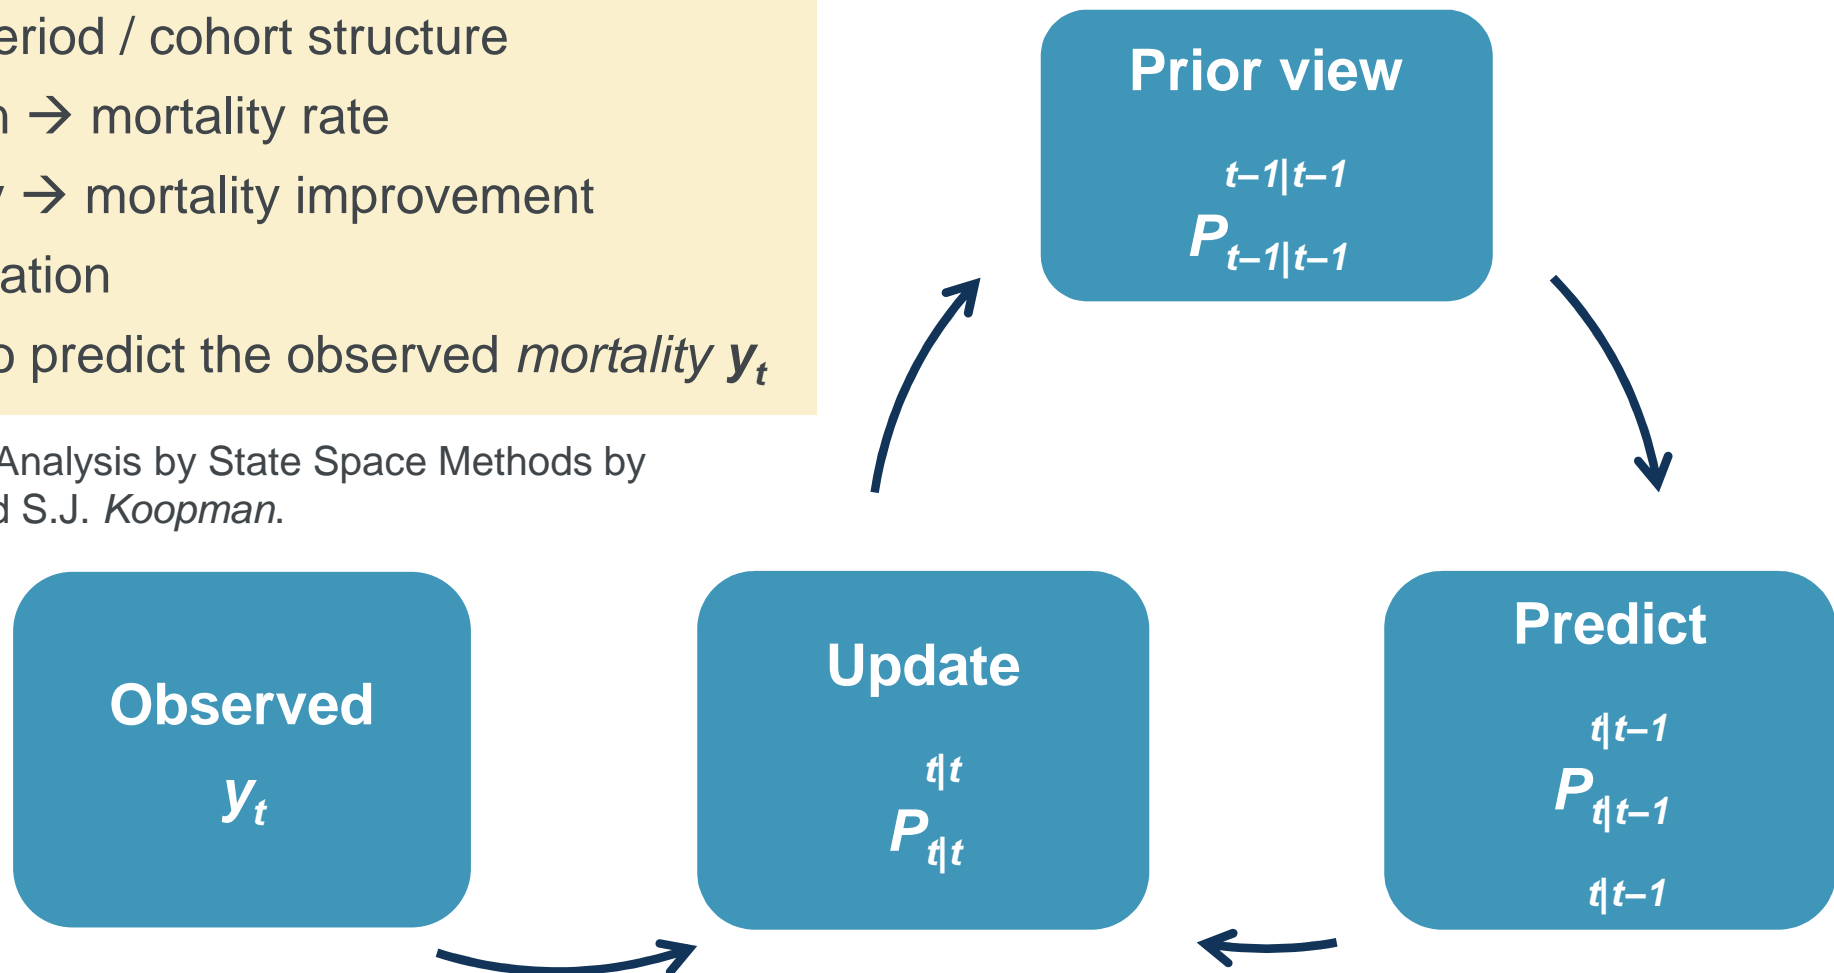 eriod / cohort structure
n → mortality rate
y → mortality improvement
ation
o predict the observed mortality yt
Analysis by State Space Methods by
d S.J. Koopman.
Prior view
t–1|t–1
Pt–1|t–1
Observed
yt
Update
t|t
Pt|t
Predict
t|t–1
Pt|t–1
t|t–1